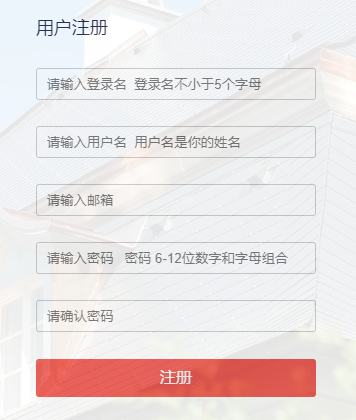 用户注册
请输入登录名 登录名不小于5个字母
请输入用户名 用户名是你的姓名
请输入邮箱
请输入密码 密码 6-12位数字和字母组合
请确认密码
注册